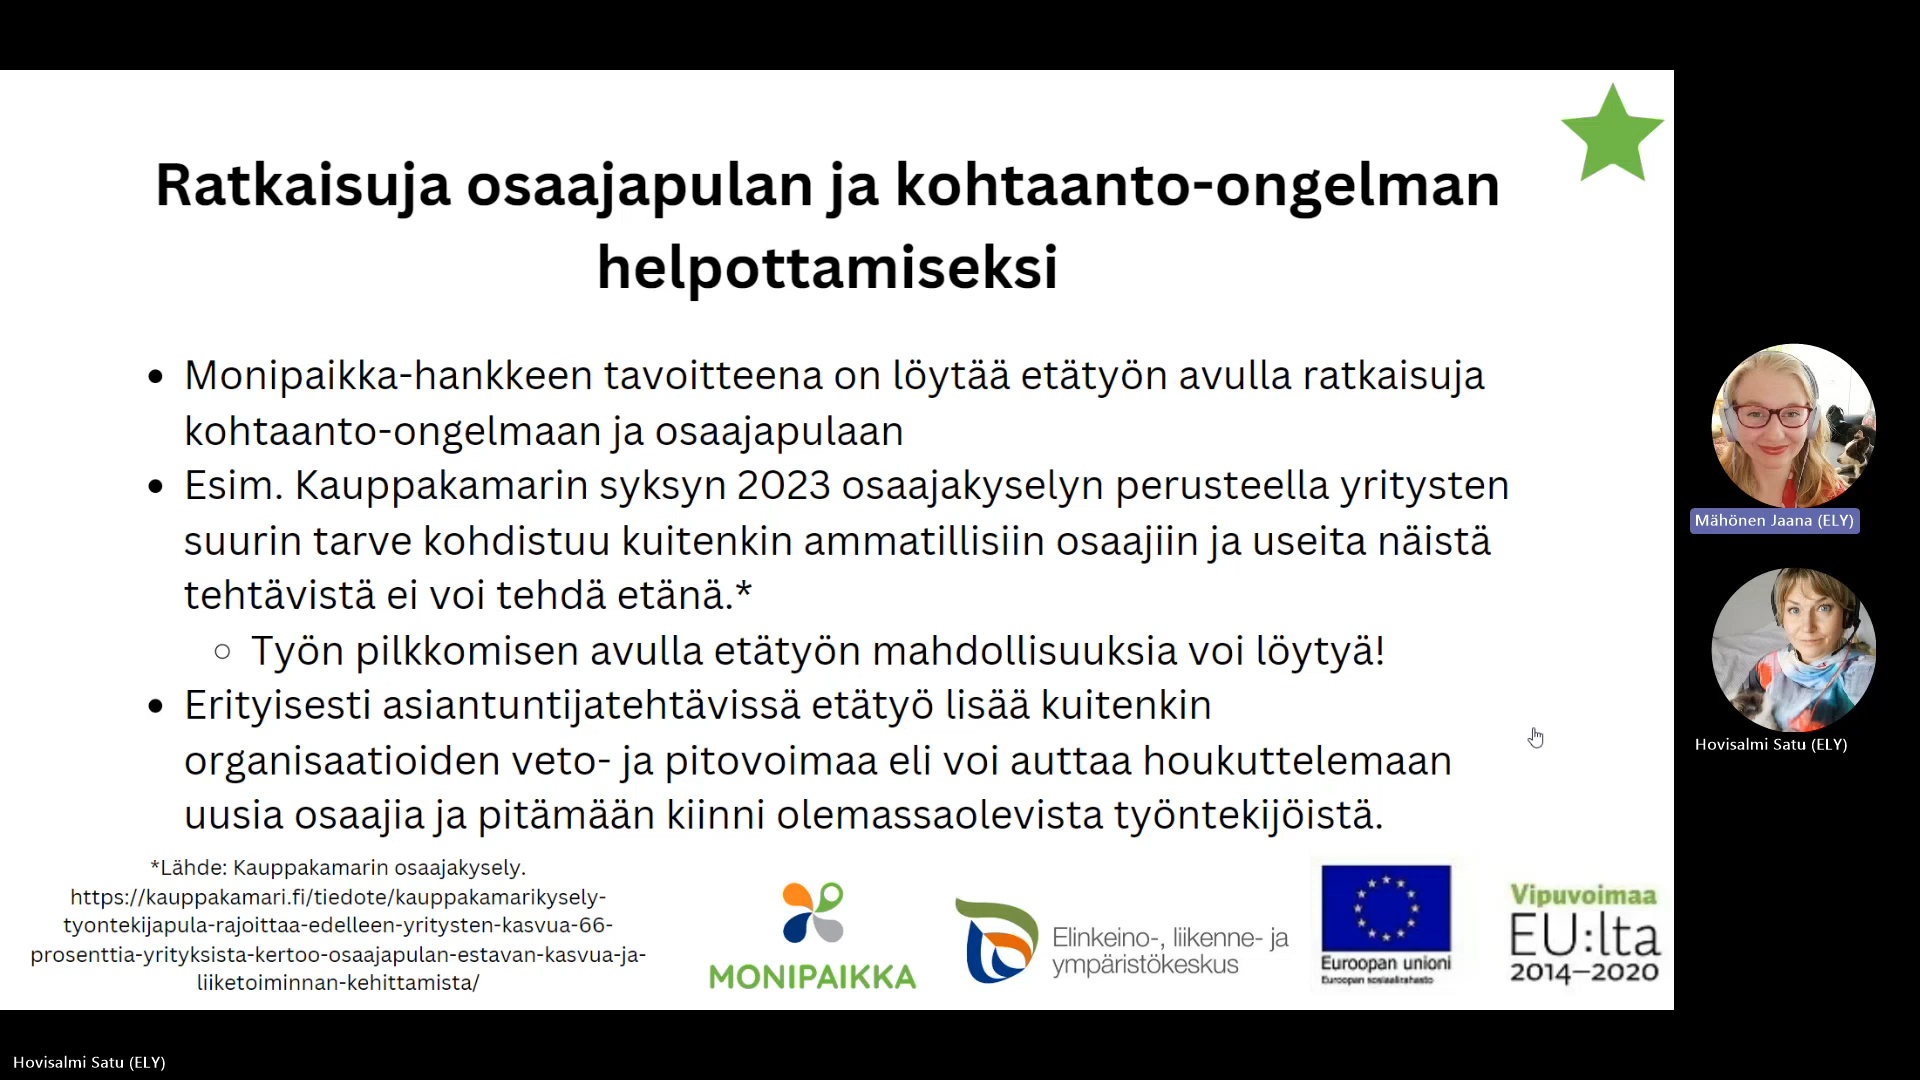 Ratkaisuja osaajapulan ja kohtaanto-ongelman
helpottamiseksi
• Monipaikka-hankkeen tavoitteena on löytää etätyön avulla ratkaisuja
kohtaanto-ongelmaan ja osaajapulaan
• Esim. Kauppakamarin syksyn 2023 osaajakyselyn perusteella yritysten
suurin tarve kohdistuu kuitenkin ammatillisiin osaajiin ja useita näistä
tehtävistä ei voi tehdä etänä.*
○ Työn pilkkomisen avulla etätyön mahdollisuuksia voi löytyä!
• Erityisesti asiantuntijatehtävissä etätyö lisää kuitenkin
organisaatioiden veto- ja pitovoimaa eli voi auttaa houkuttelemaan
uusia osaajia ja pitämään kiinni olemassaolevista työntekijöistä.
*Lähde: Kauppakamarin osaajakysely.
https://kauppakamari.fi/tiedote/kauppakamarikysely-
tyontekijapula-rajoittaa-edelleen-yritysten-kasvua-66-
prosenttia-yrityksista-kertoo-osaajapulan-estavan-kasvua-ja-
liiketoiminnan-kehittamista/
MONIPAIKKA
Elinkeino-, liikenne- ja
ympäristökeskus
Euroopan unioni
Euroopan sosiaalirahasto
Vipuvoimaa
EU:lta
2014–2020
Mähönen Jaana (ELY)
Hovisalmi Satu (ELY)
Hovisalmi Satu (ELY)